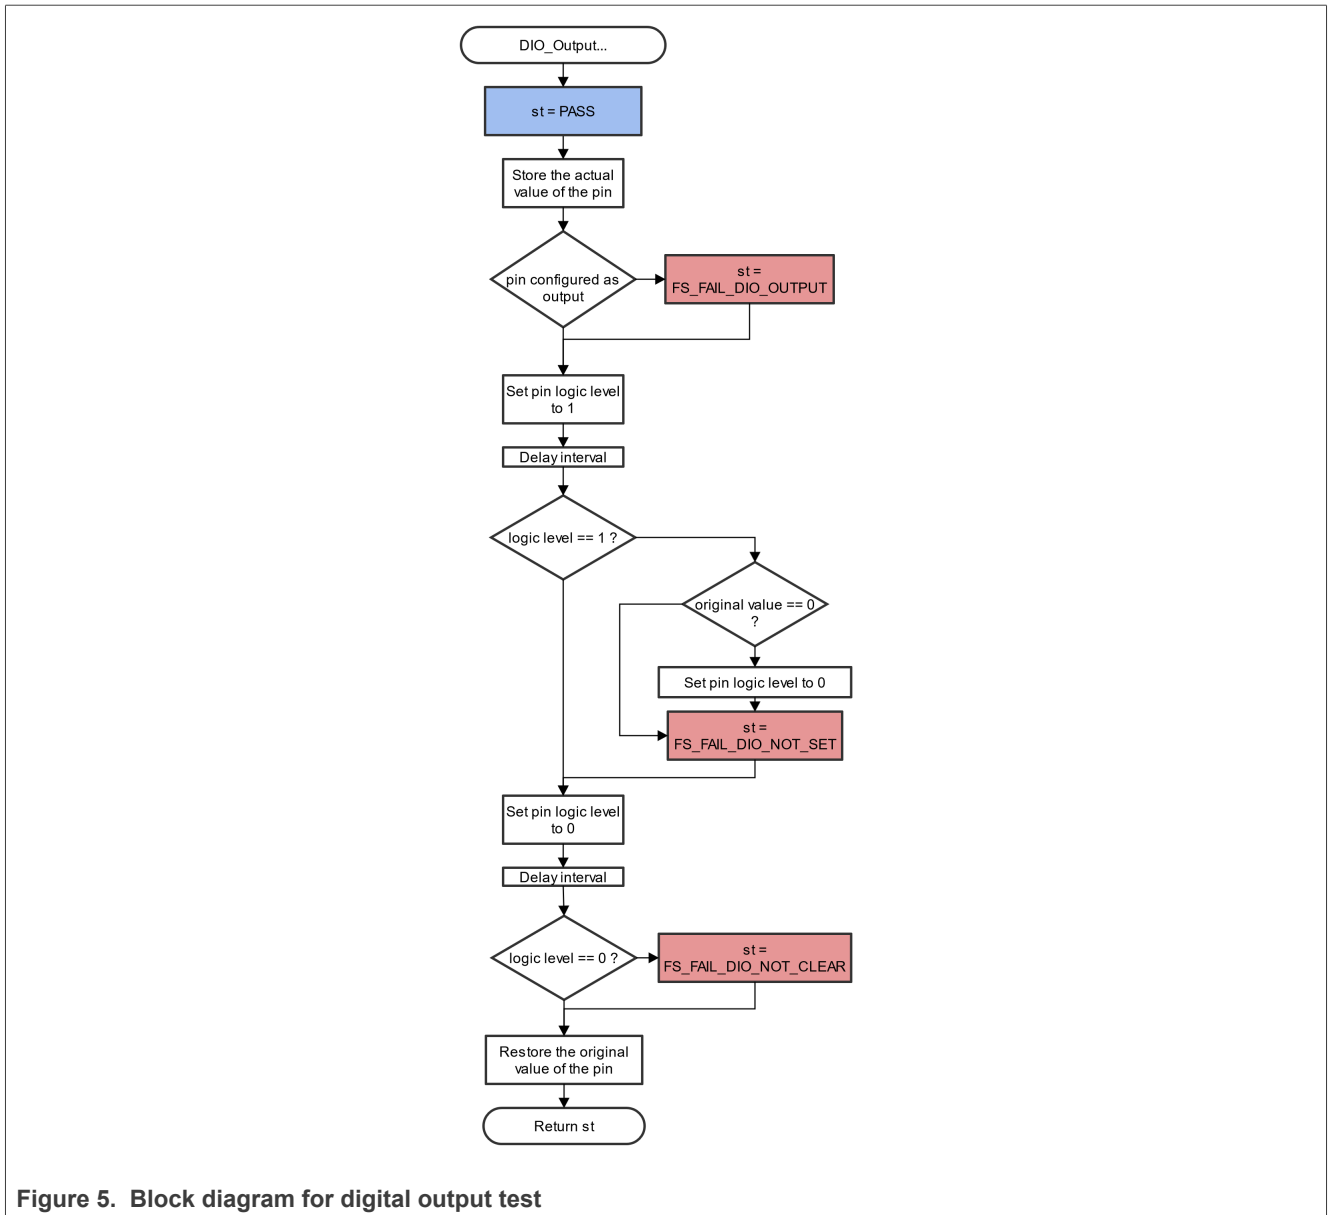 DIO_Output...
st = PASS
Store the actual
value of the pin
pin configured as
output
st =
FS_FAIL_DIO_OUTPUT
Set pin logic level
to 1
Delay interval
logic level == 1 ?
original value == 0
?
Set pin logic level to 0
st =
FS_FAIL_DIO_NOT_SET
Set pin logic level
to 0
Delay interval
logic level == 0 ?
st =
FS_FAIL_DIO_NOT_CLEAR
Restore the original
value of the pin
Return st
Figure 5. Block diagram for digital output test